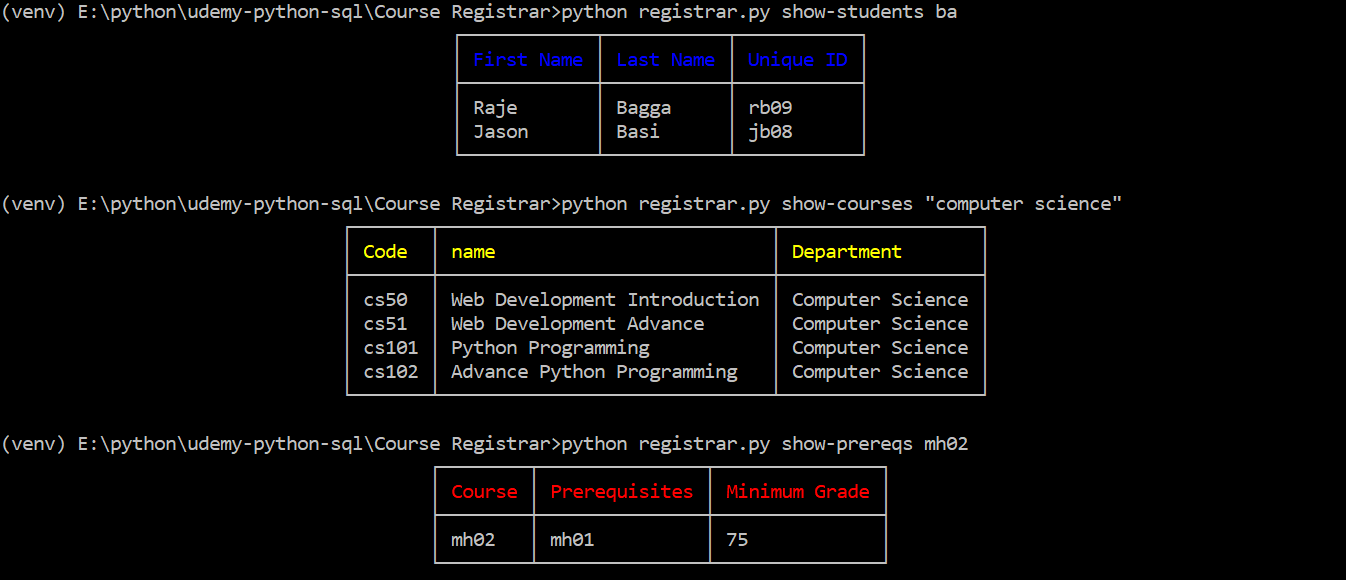 (venv) E:\python\udemy-python-sql\Course Registrar>python registrar.py show-students ba
First Name Last Name Unique ID
Raje Bagga rb09
Jason Basi jb08
(venv) E:\python\udemy-python-sql\Course Registrar>python registrar.py show-courses "computer science"
Code name Department
cs50 Web Development Introduction Computer Science
cs51 Web Development Advance Computer Science
cs101 Python Programming Computer Science
cs102 Advance Python Programming Computer Science
(venv) E:\python\udemy-python-sql\Course Registrar>python registrar.py show-prereqs mh02
Course Prerequisites Minimum Grade
mh02 mh01 75